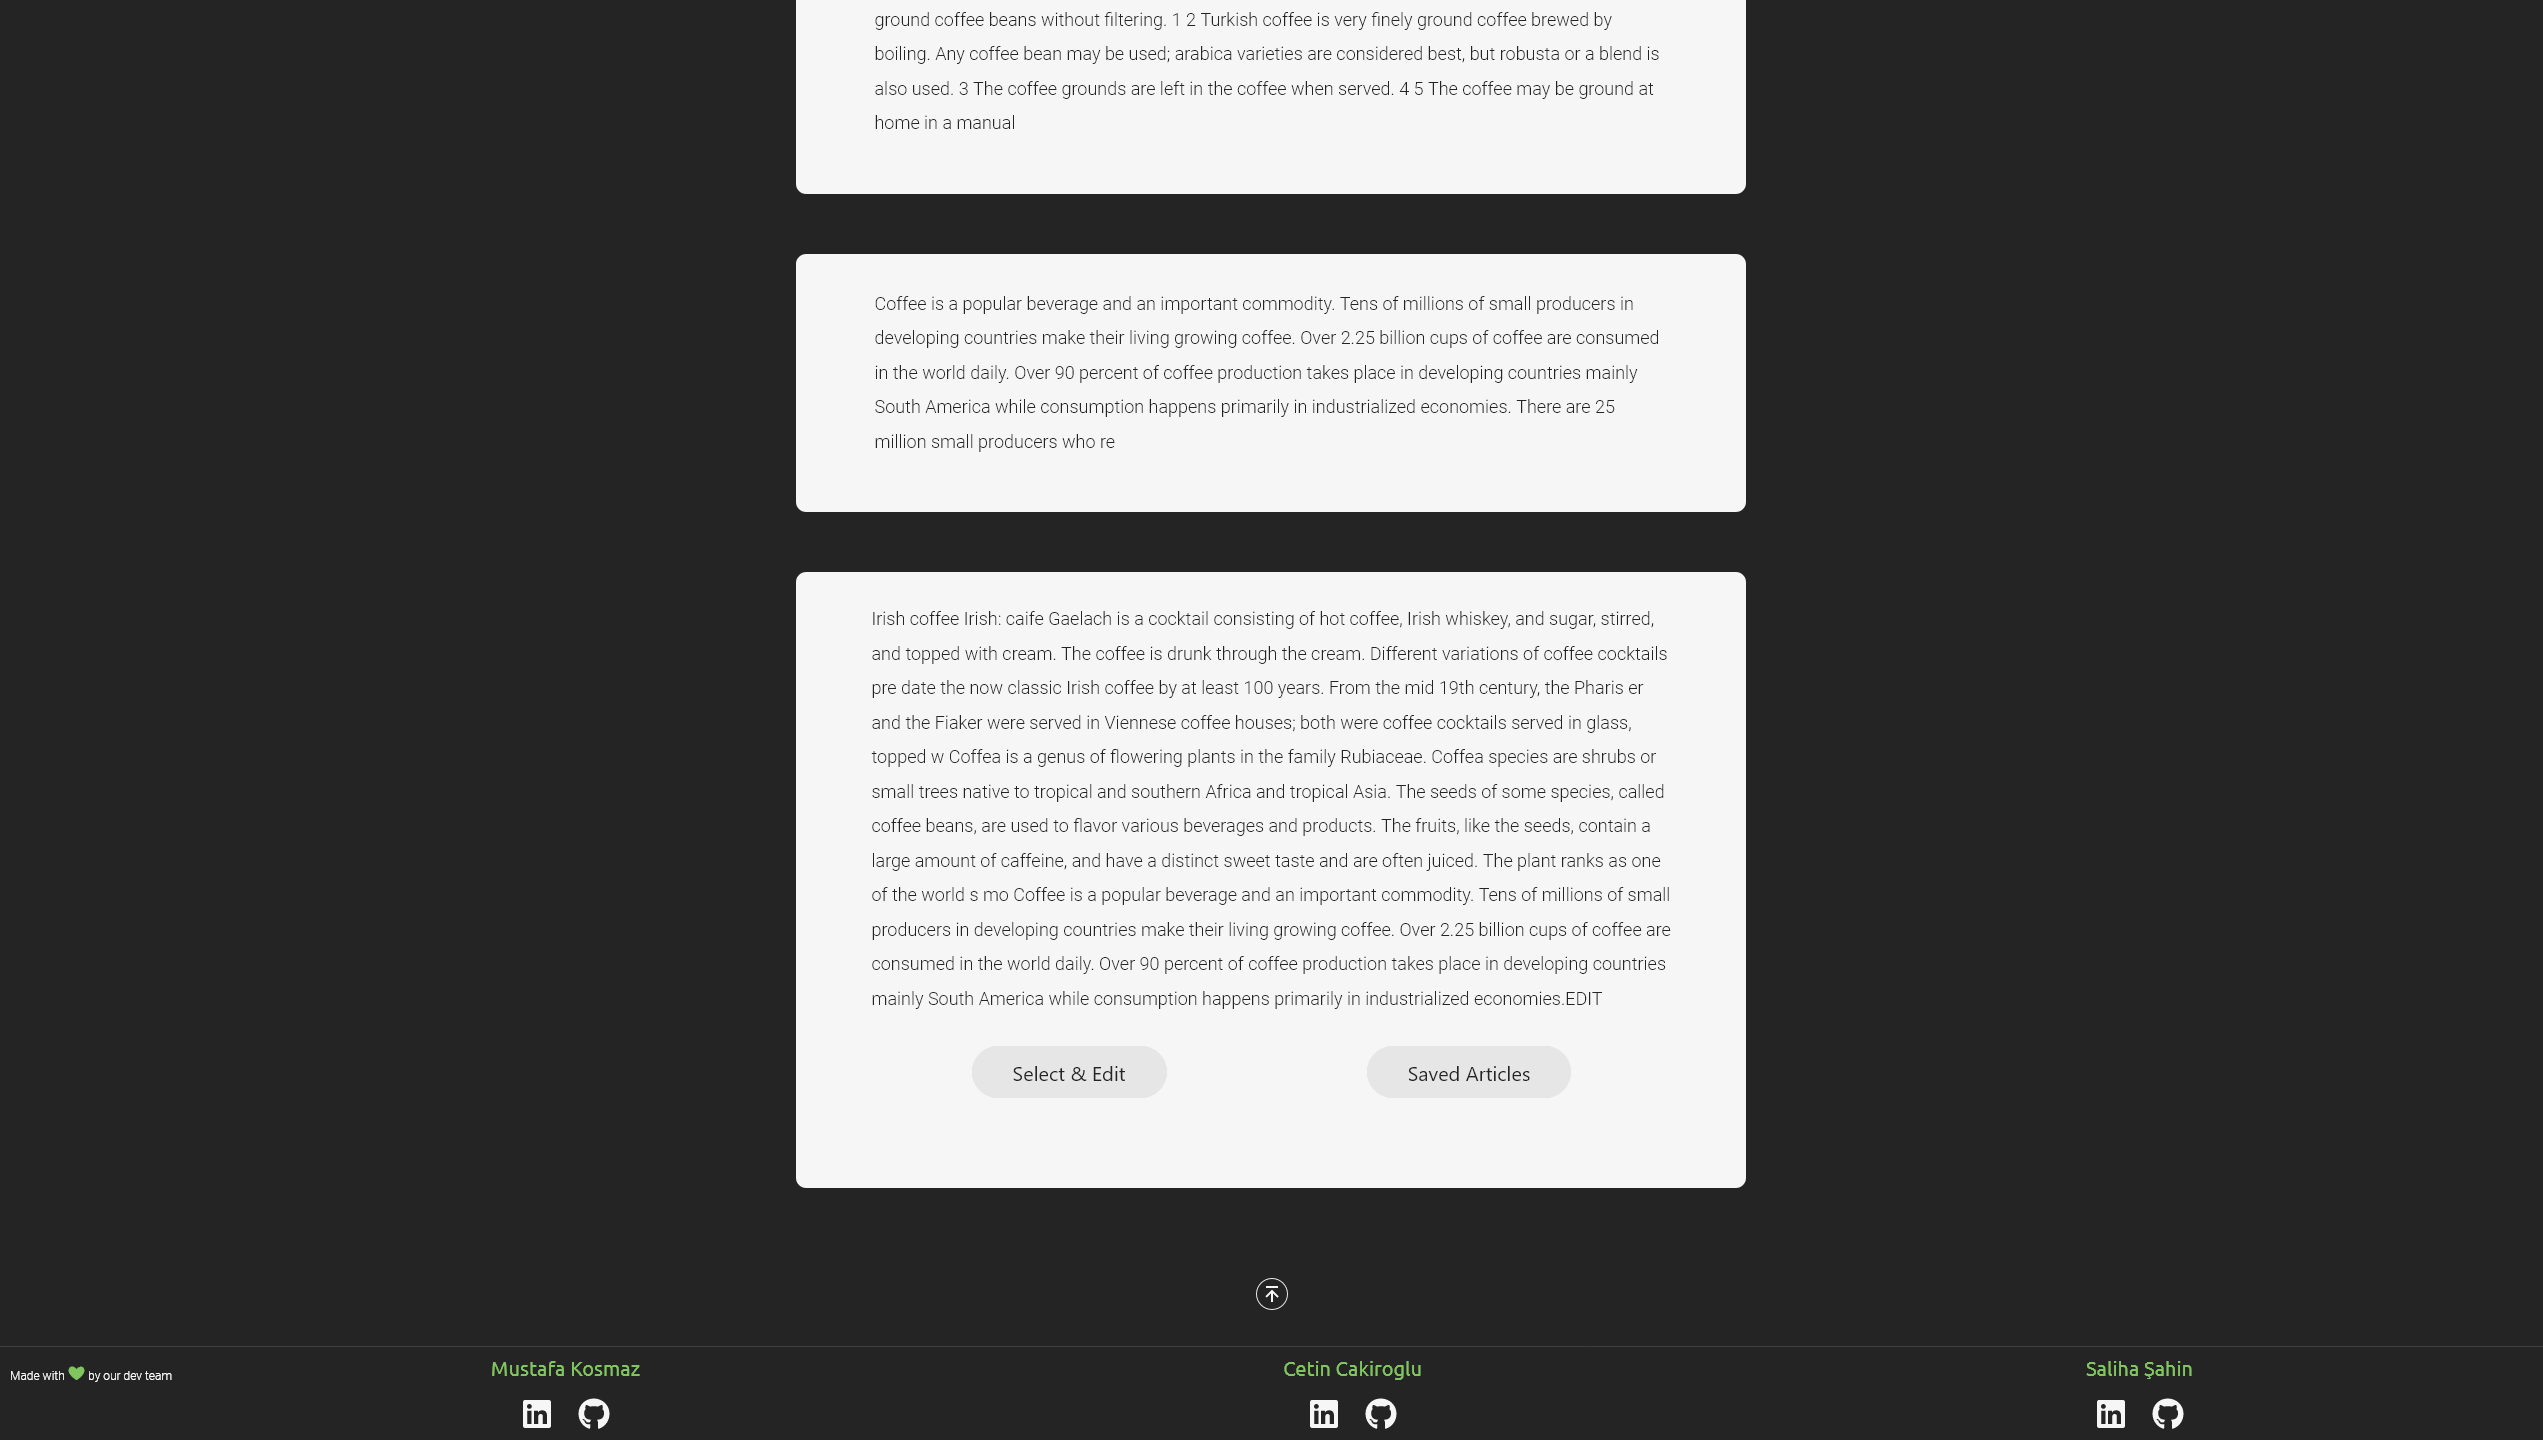 ground coffee beans without filtering. 1 2 Turkish coffee is very finely ground coffee brewed by
boiling. Any coffee bean may be used; arabica varieties are considered best, but robusta or a blend is
also used. 3 The coffee grounds are left in the coffee when served. 4 5 The coffee may be ground at
home in a manual
Coffee is a popular beverage and an important commodity. Tens of millions of small producers in
developing countries make their living growing coffee. Over 2.25 billion cups of coffee are consumed
in the world daily. Over 90 percent of coffee production takes place in developing countries mainly
South America while consumption happens primarily in industrialized economies. There are 25
million small producers who re
Irish coffee Irish: caife Gaelach is a cocktail consisting of hot coffee, Irish whiskey, and sugar, stirred,
and topped with cream. The coffee is drunk through the cream. Different variations of coffee cocktails
pre date the now classic Irish coffee by at least 100 years. From the mid 19th century, the Pharis er
and the Fiaker were served in Viennese coffee houses; both were coffee cocktails served in glass,
topped w Coffea is a genus of flowering plants in the family Rubiaceae. Coffea species are shrubs or
small trees native to tropical and southern Africa and tropical Asia. The seeds of some species, called
coffee beans, are used to flavor various beverages and products. The fruits, like the seeds, contain a
large amount of caffeine, and have a distinct sweet taste and are often juiced. The plant ranks as one
of the world s mo Coffee is a popular beverage and an important commodity. Tens of millions of small
producers in developing countries make their living growing coffee. Over 2.25 billion cups of coffee are
consumed in the world daily. Over 90 percent of coffee production takes place in developing countries
mainly South America while consumption happens primarily in industrialized economies.EDIT
Select & Edit
Saved Articles
Made with 💚 by our dev team
Mustafa Kosmaz
Cetin Cakiroglu
Saliha Şahin